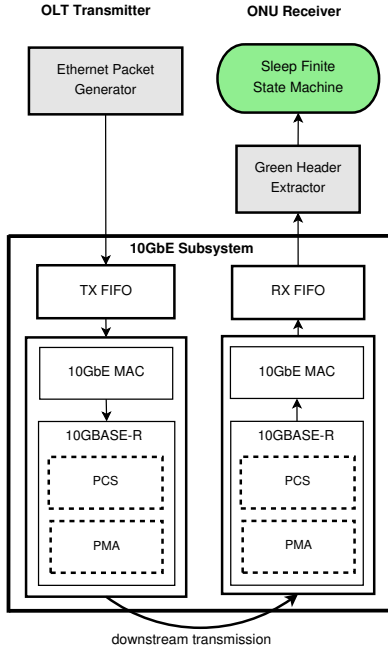 OLT Transmitter
ONU Receiver
Ethernet Packet
Generator
Sleep Finite
State Machine
Green Header
Extractor
10GbE Subsystem
TX FIFO
RX FIFO
10GbE MAC
10GbE MAC
10GBASE-R
10GBASE-R
PCS
PCS
PMA
PMA
downstream transmission